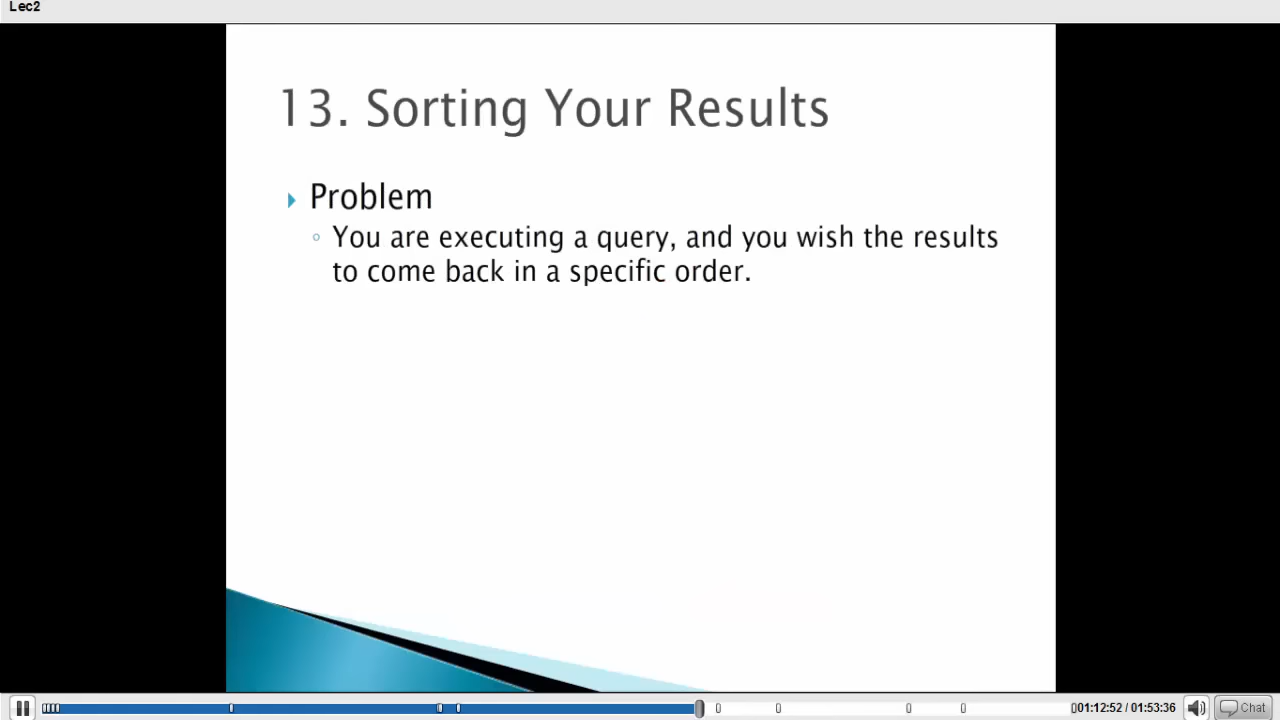 Lec2
13. Sorting Your Results
Problem
You are executing a query, and you wish the results
to come back in a specific order.
01:12:52 / 01:53:36
Chat